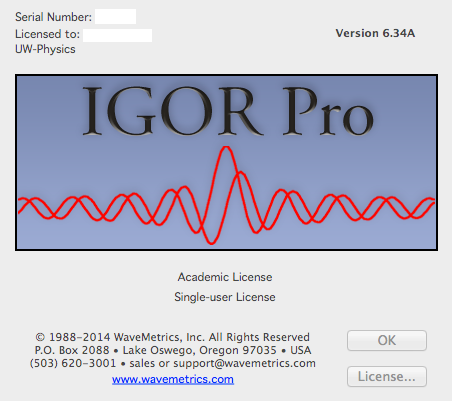 Serial Number:
Licensed to:
UW-Physics
Version 6.34A
IGOR Pro
Academic License
Single-user License
© 1988-2014 WaveMetrics, Inc. All Rights Reserved
P.O. Box 2088 • Lake Oswego, Oregon 97035 • USA
(503) 620-3001 • sales or support@wavemetrics.com
www.wavemetrics.com
OK
License...